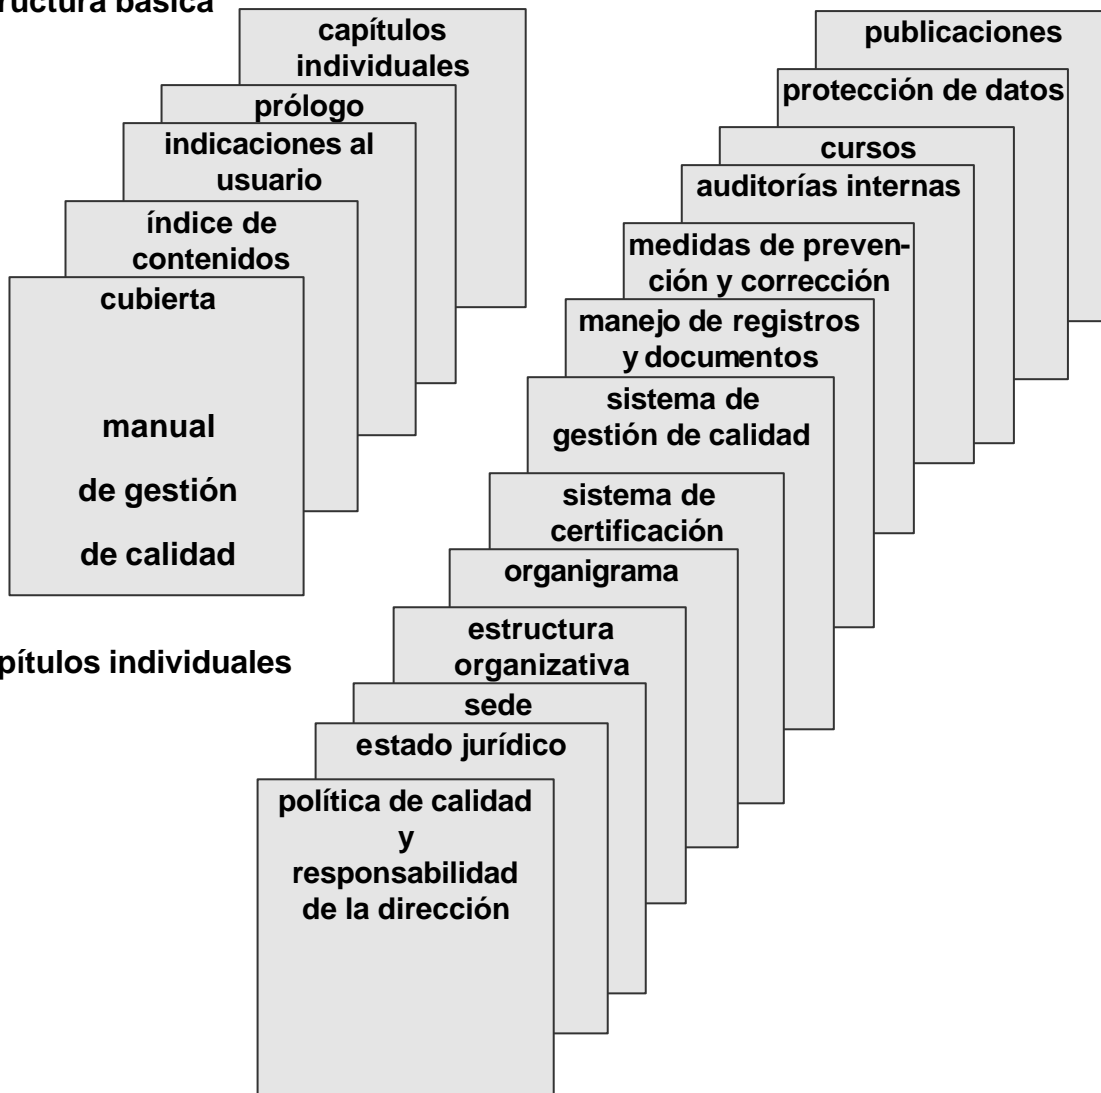 ructura básica
capítulos
individuales
prólogo
indicaciones al
usuario
índice de
contenidos
cubierta
manual
de gestión
de calidad
publicaciones
protección de datos
cursos
auditorías internas
medidas de preven-
ción y corrección
manejo de registros
y documentos
sistema de
gestión de calidad
sistema de
certificación
organigrama
estructura
organizativa
sede
estado jurídico
política de calidad
y
responsabilidad
de la dirección
pítulos individuales